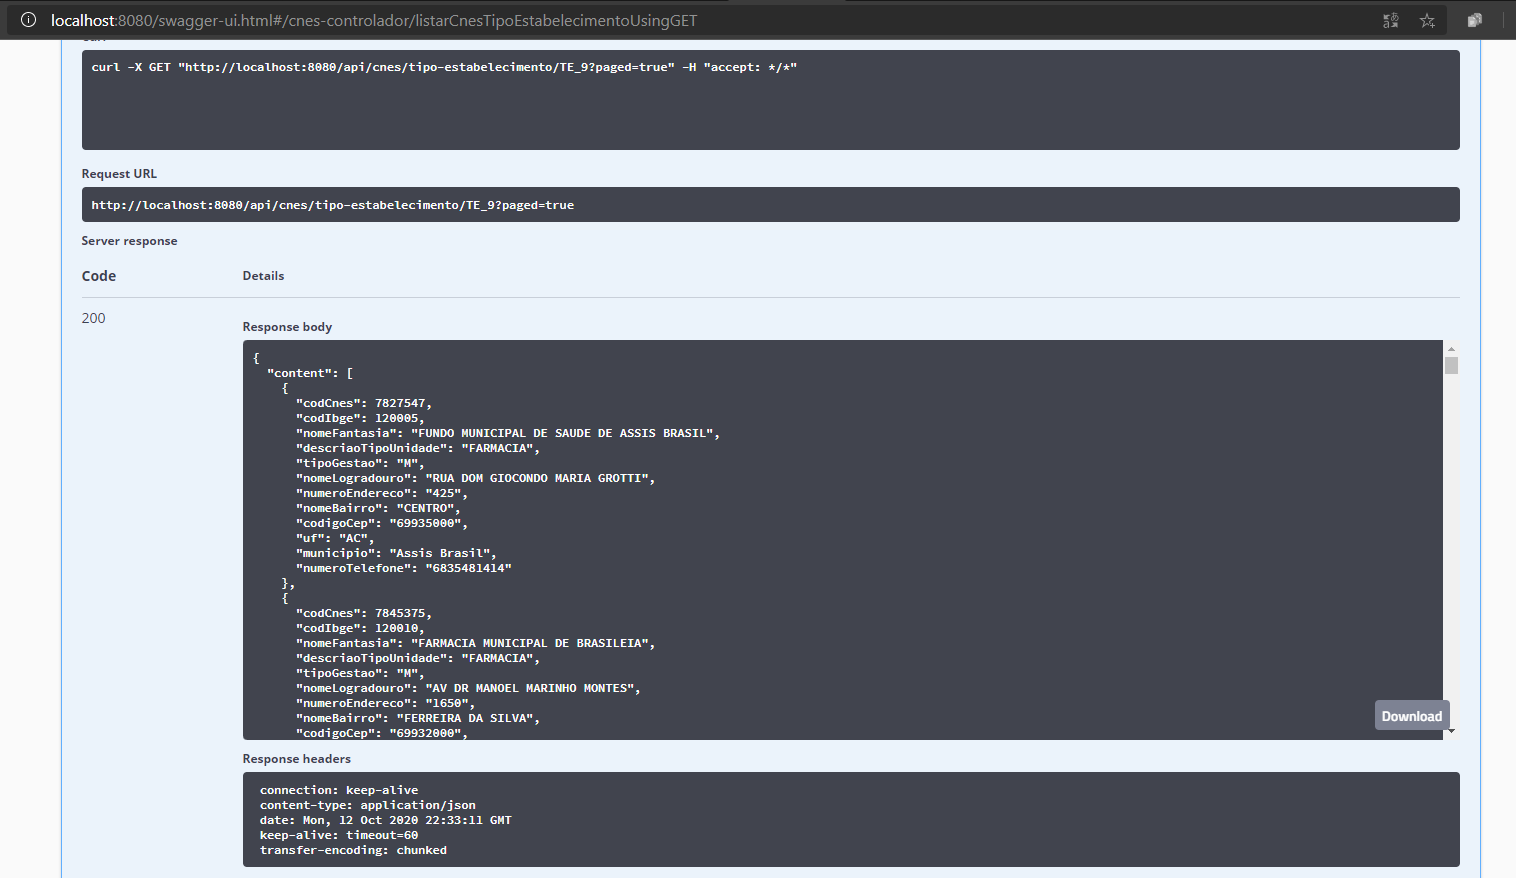 localhost:8080/swagger-ui.html#/cnes-controlador/listarCnesTipoEstabelecimentoUsingGET
curl -X GET "http://localhost:8080/api/cnes/tipo-estabelecimento/TE_9?paged=true" -H "accept: */*"
Request URL
http://localhost:8080/api/cnes/tipo-estabelecimento/TE_9?paged=true
Server response
Code Details
200
Response body
{
  "content": [
    {
      "codCnes": 7827547,
      "codIbge": 120005,
      "nomeFantasia": "FUNDO MUNICIPAL DE SAUDE DE ASSIS BRASIL",
      "descriaoTipoUnidade": "FARMACIA",
      "tipoGestao": "M",
      "nomeLogradouro": "RUA DOM GIOCONDO MARIA GROTTI",
      "numeroEndereco": "425",
      "nomeBairro": "CENTRO",
      "codigoCep": "69935000",
      "uf": "AC",
      "municipio": "Assis Brasil",
      "numeroTelefone": "6835481414"
    },
    {
      "codCnes": 7845375,
      "codIbge": 120010,
      "nomeFantasia": "FARMACIA MUNICIPAL DE BRASILEIA",
      "descriaoTipoUnidade": "FARMACIA",
      "tipoGestao": "M",
      "nomeLogradouro": "AV DR MANOEL MARINHO MONTES",
      "numeroEndereco": "1650",
      "nomeBairro": "FERREIRA DA SILVA",
      "codigoCep": "69932000",
Download
Response headers
connection: keep-alive
content-type: application/json
date: Mon, 12 Oct 2020 22:33:11 GMT
keep-alive: timeout=60
transfer-encoding: chunked